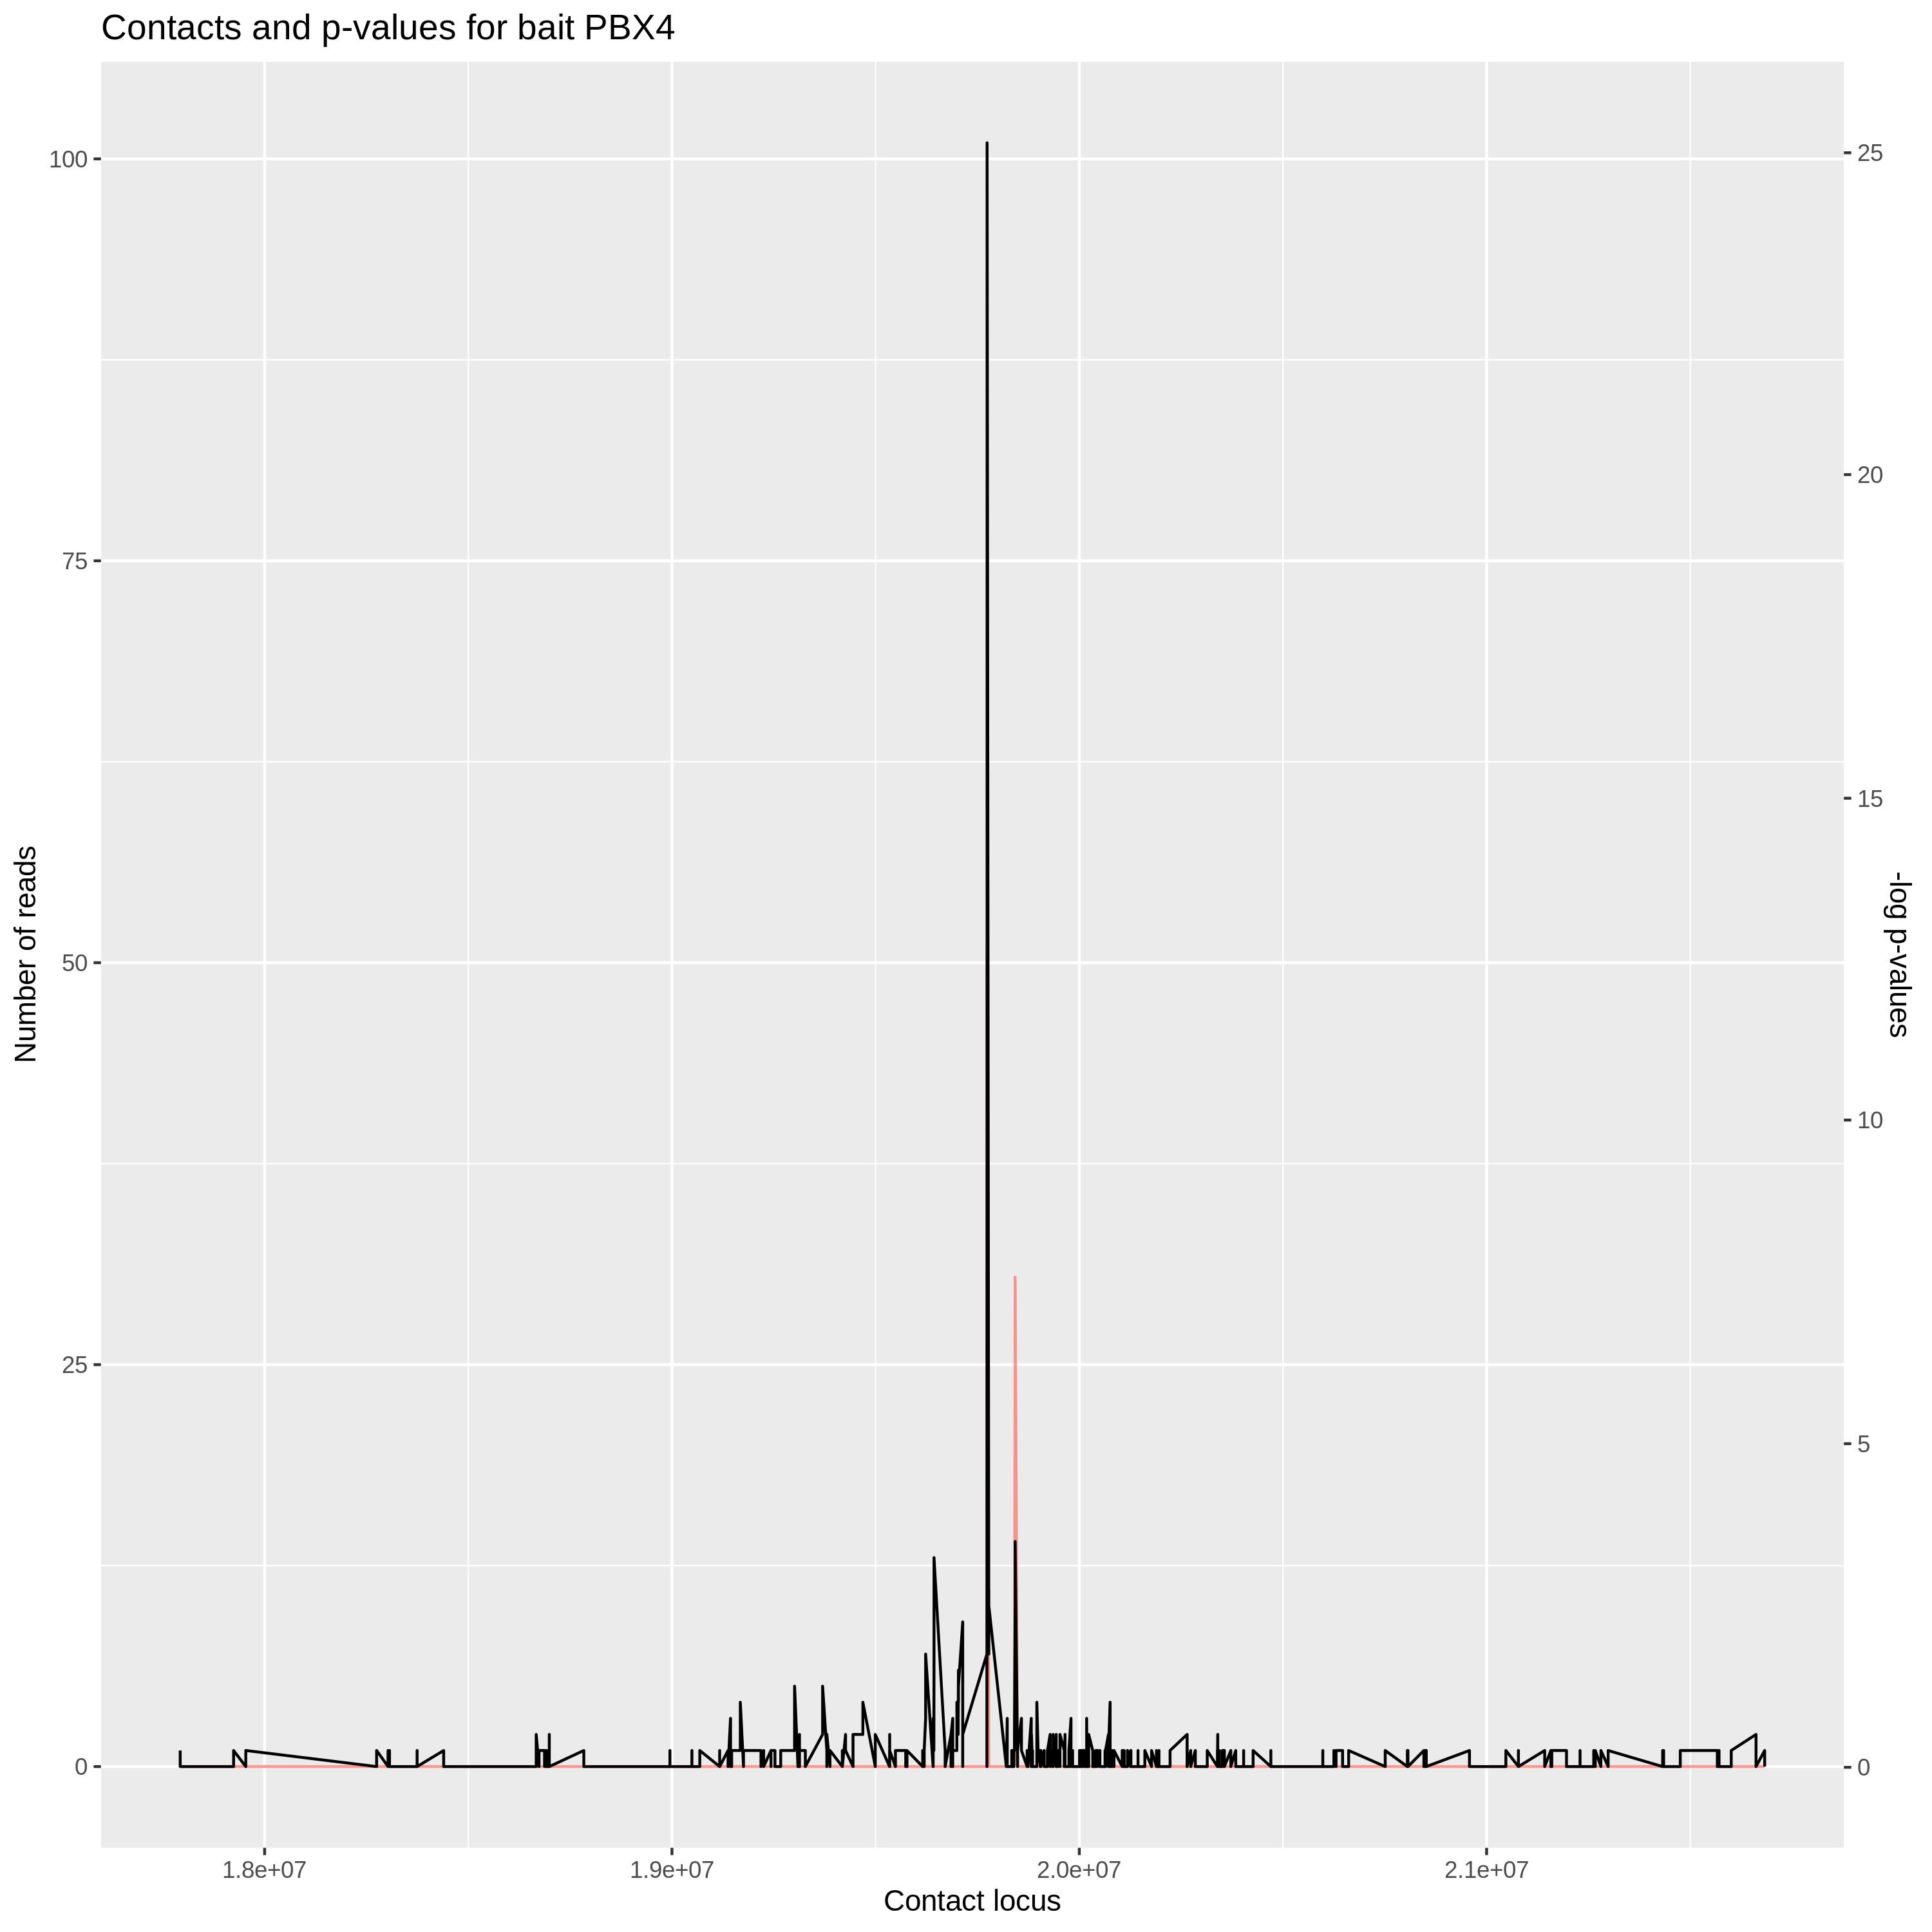 Contacts and p-values for bait PBX4
100
75
50
25
0
25
20
15
10
5
0
Number of reads
-log p-values
1.8e+07
1.9e+07
2.0e+07
2.1e+07
Contact locus